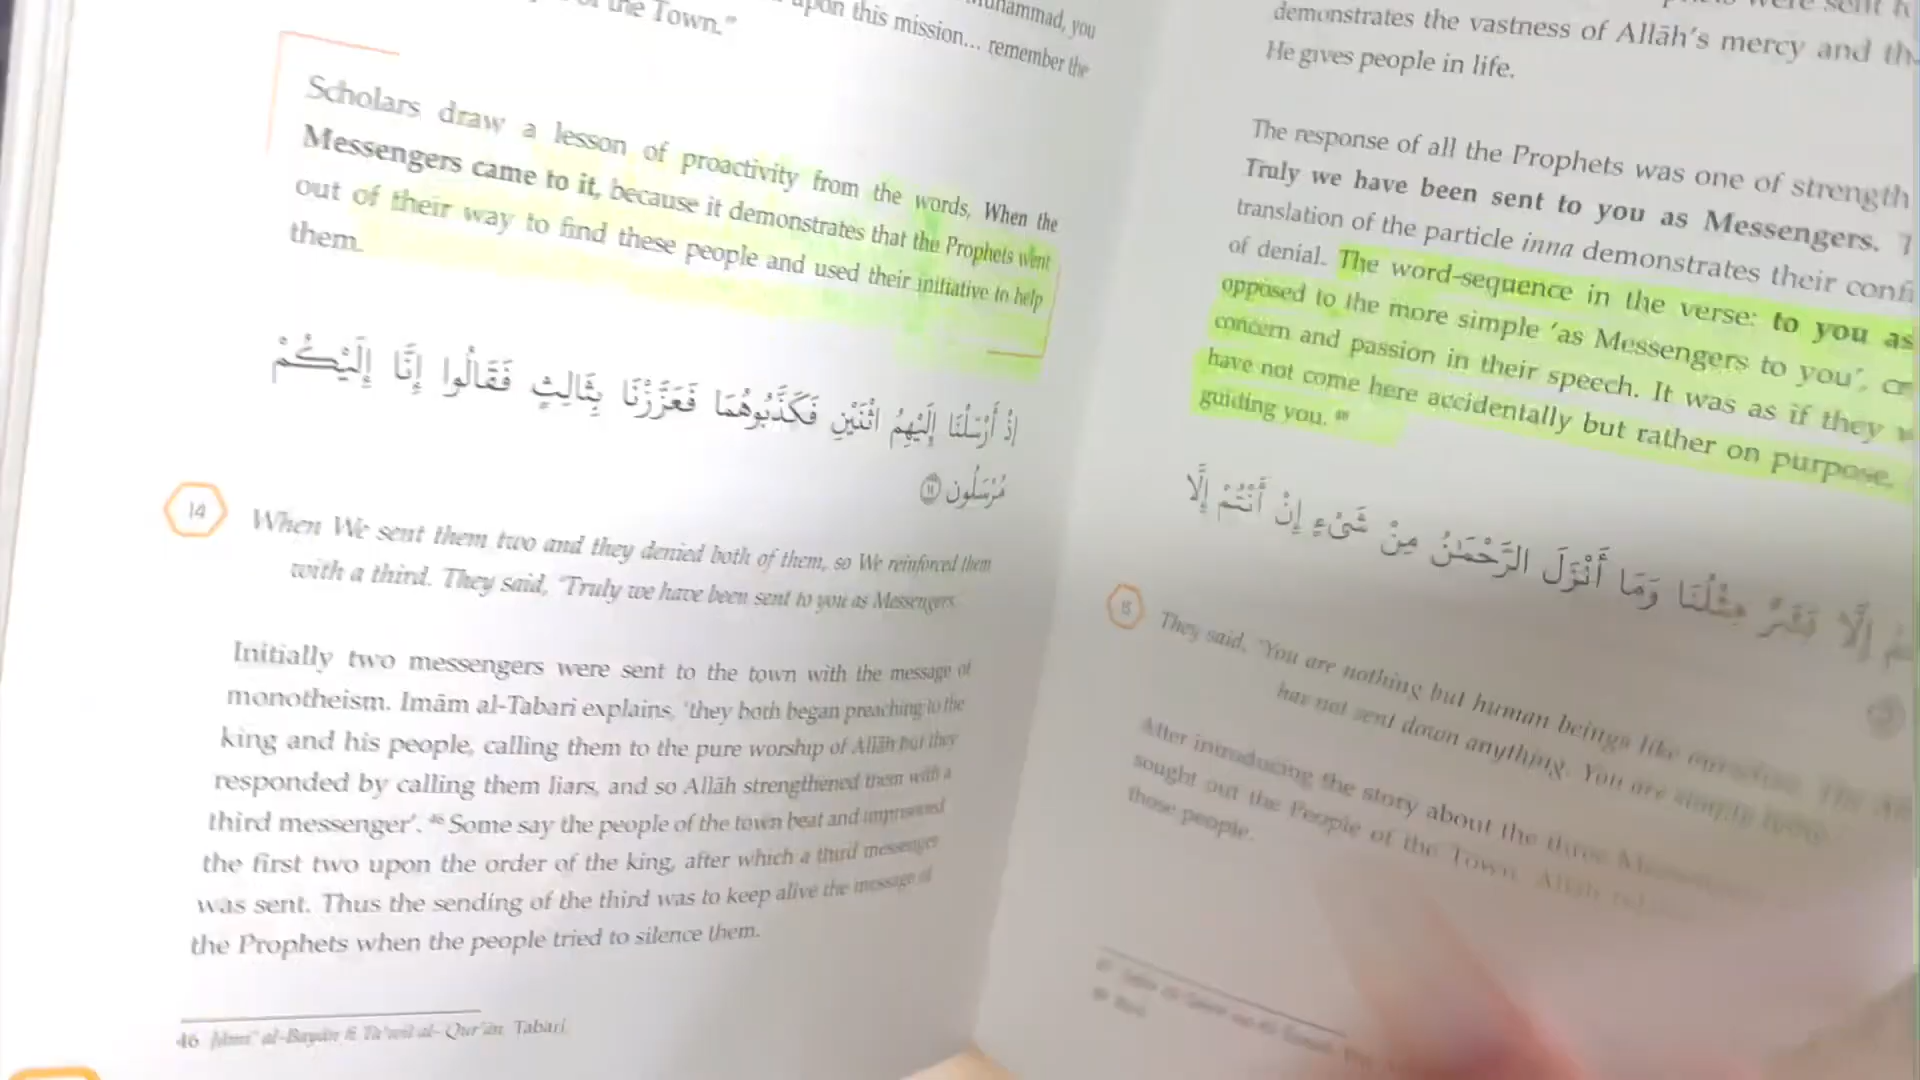 of the Town."
upon this mission... remember the
Muhammad, you
Scholars draw a lesson of proactivity from the words, When the
Messengers came to it, because it demonstrates that the Prophets went
out of their way to find these people and used their initiative to help
them.
إِذْ أَرْسَلْنَا إِلَيْهِمُ اثْنَيْنِ فَكَذَّبُوهُمَا فَعَزَّزْنَا بِثَالِثٍ فَقَالُوا إِنَّا إِلَيْكُمْ
مُرْسَلُونَ
14
When We sent them two and they denied both of them, so We reinforced them
with a third. They said, 'Truly we have been sent to you as Messengers.
Initially two messengers were sent to the town with the message of
monotheism. Imām al-Tabari explains, 'they both began preaching to the
king and his people, calling them to the pure worship of Allāh but they
responded by calling them liars, and so Allāh strengthened them with a
third messenger'. 46 Some say the people of the town beat and imprisoned
the first two upon the order of the king, after which a third messenger
was sent. Thus the sending of the third was to keep alive the message of
the Prophets when the people tried to silence them.
46 Jāmi' al-Bayān fi Ta'wil al-Qur'ān, Tabari
were sent
demonstrates the vastness of Allāh's mercy and
He gives people in life.
The response of all the Prophets was one of strength
Truly we have been sent to you as Messengers.
translation of the particle inna demonstrates their
of denial. The word-sequence in the verse: to you as
opposed to the more simple 'as Messengers to you',
concern and passion in their speech. It was as if they
have not come here accidentally but rather on purpose,
guiding you.
إِلَّا بَشَرٌ مِثْلُنَا وَمَا أَنْزَلَ الرَّحْمَٰنُ مِنْ شَيْءٍ إِنْ أَنْتُمْ إِلَّا
15
They said, 'You are nothing but human beings like ourselves. The
has not sent down anything. You are simply
After introducing the story about the three
sought out the People of the Town, Allāh
those people.